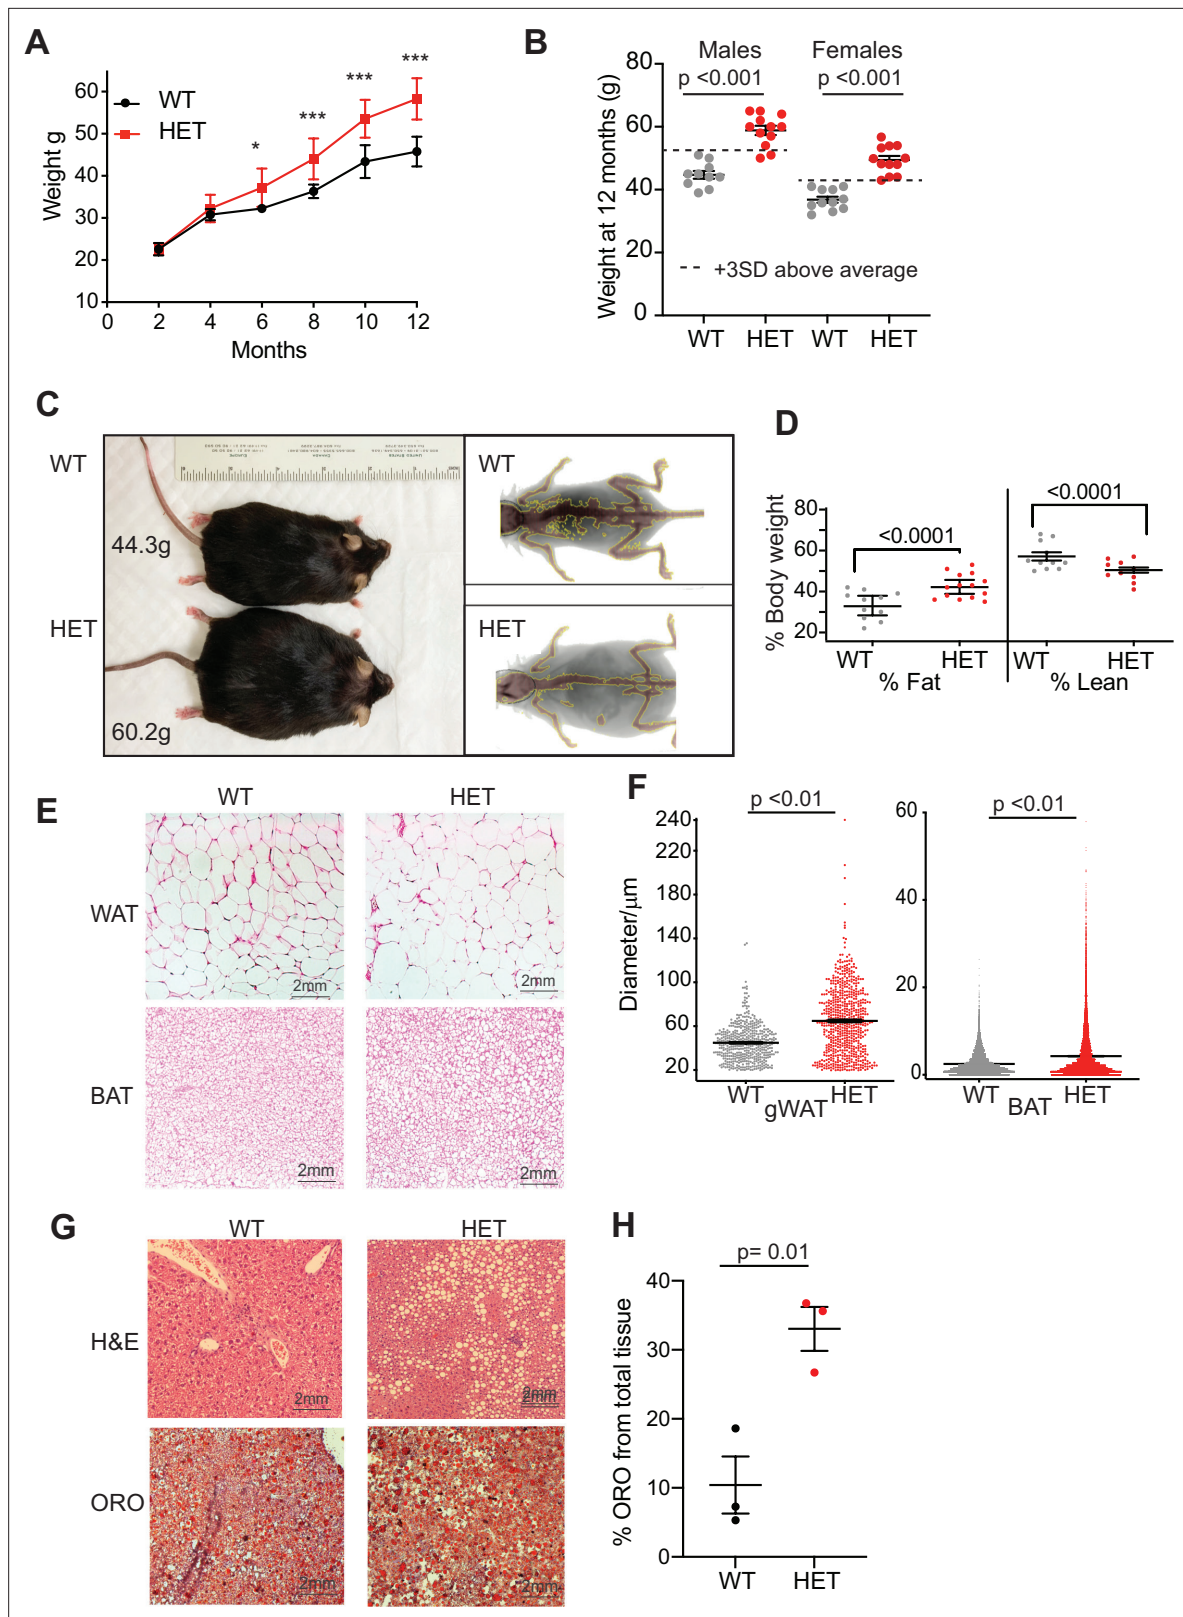 A
WT
HET
Weight g
60
50
40
30
20
10
0
2
4
6
8
10
12
Months
*
***
***
***
B
Males
Females
p <0.001
p <0.001
Weight at 12 months (g)
80
60
40
20
0
+3SD above average
WT
HET
WT
HET
C
WT
44.3g
HET
60.2g
WT
HET
D
% Body weight
80
60
40
20
<0.0001
<0.0001
WT
HET
WT
HET
% Fat
% Lean
E
WT
HET
WAT
2mm
2mm
BAT
2mm
2mm
F
p <0.01
p <0.01
Diameter/μm
240
220
180
140
100
60
20
60
40
20
0
WT
HET
gWAT
WT
HET
BAT
G
WT
HET
H&E
2mm
2mm
ORO
2mm
2mm
H
p= 0.01
% ORO from total tissue
40
30
20
10
0
WT
HET